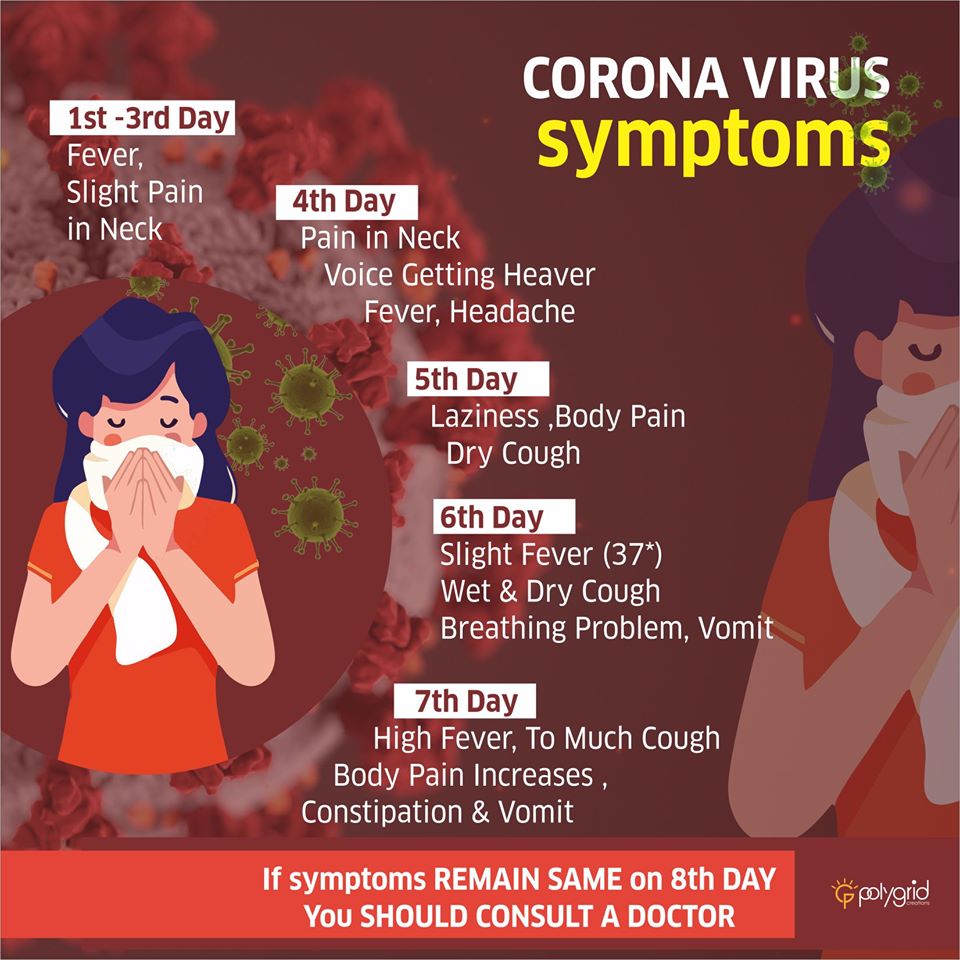 CORONA VIRUS
symptoms
1st -3rd Day
Fever,
Slight Pain
in Neck
4th Day
Pain in Neck
Voice Getting Heaver
Fever, Headache
5th Day
Laziness ,Body Pain
Dry Cough
6th Day
Slight Fever (37*)
Wet & Dry Cough
Breathing Problem, Vomit
7th Day
High Fever, To Much Cough
Body Pain Increases ,
Constipation & Vomit
If symptoms REMAIN SAME on 8th DAY
You SHOULD CONSULT A DOCTOR
polygrid
creations